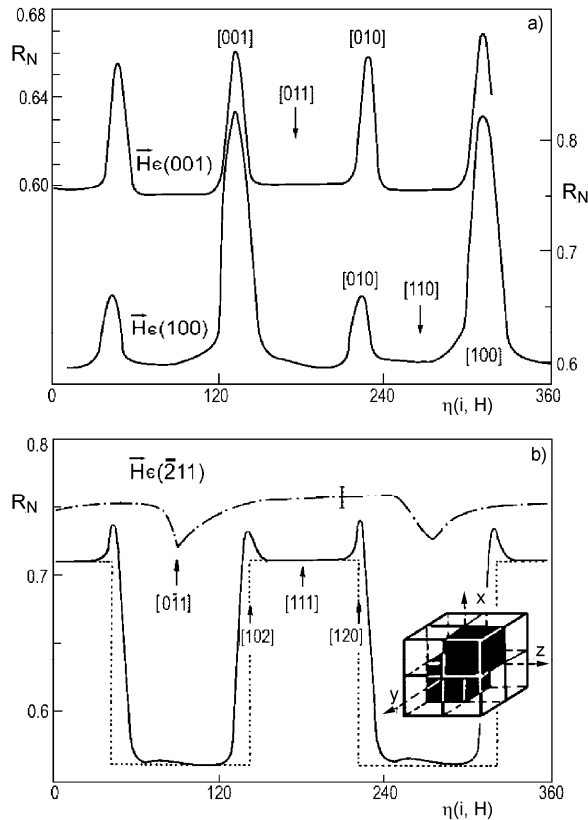 0.68
a)
R_N
[001]
[010]
0.64
[011]
0.8
H⃗ϵ(001)
0.60
R_N
0.7
[010]
[110]
H⃗ϵ(100)
[100]
0.6
0
120
240
360
η(i, H)
0.8
b)
H⃗ϵ(2̄11)
R_N
0.7
[01̄1]
[111]
[102]
[120]
x
z
y
0.6
0
120
240
360
η(i, H)